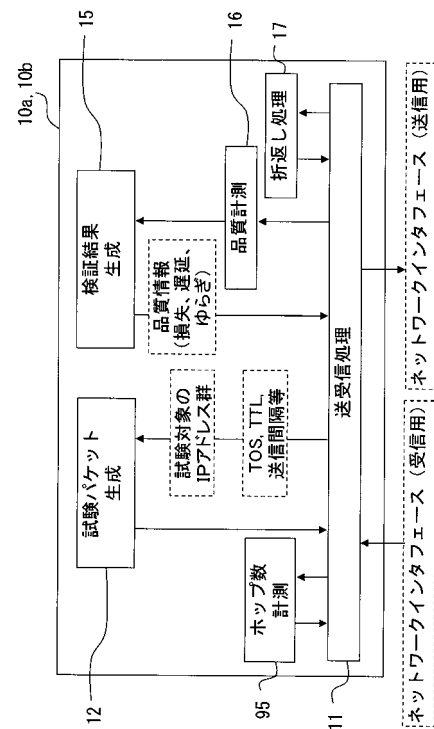 10a, 10b
15
16
17
検証結果
生成
品質計測
折返し処理
品質情報
(損失、遅延、
ゆらぎ)
試験パケット
生成
試験対象の
IPアドレス群
TOS, TTL,
送信間隔等
ホップ数
計測
送受信処理
12
95
11
ネットワークインタフェース (受信用)
ネットワークインタフェース (送信用)